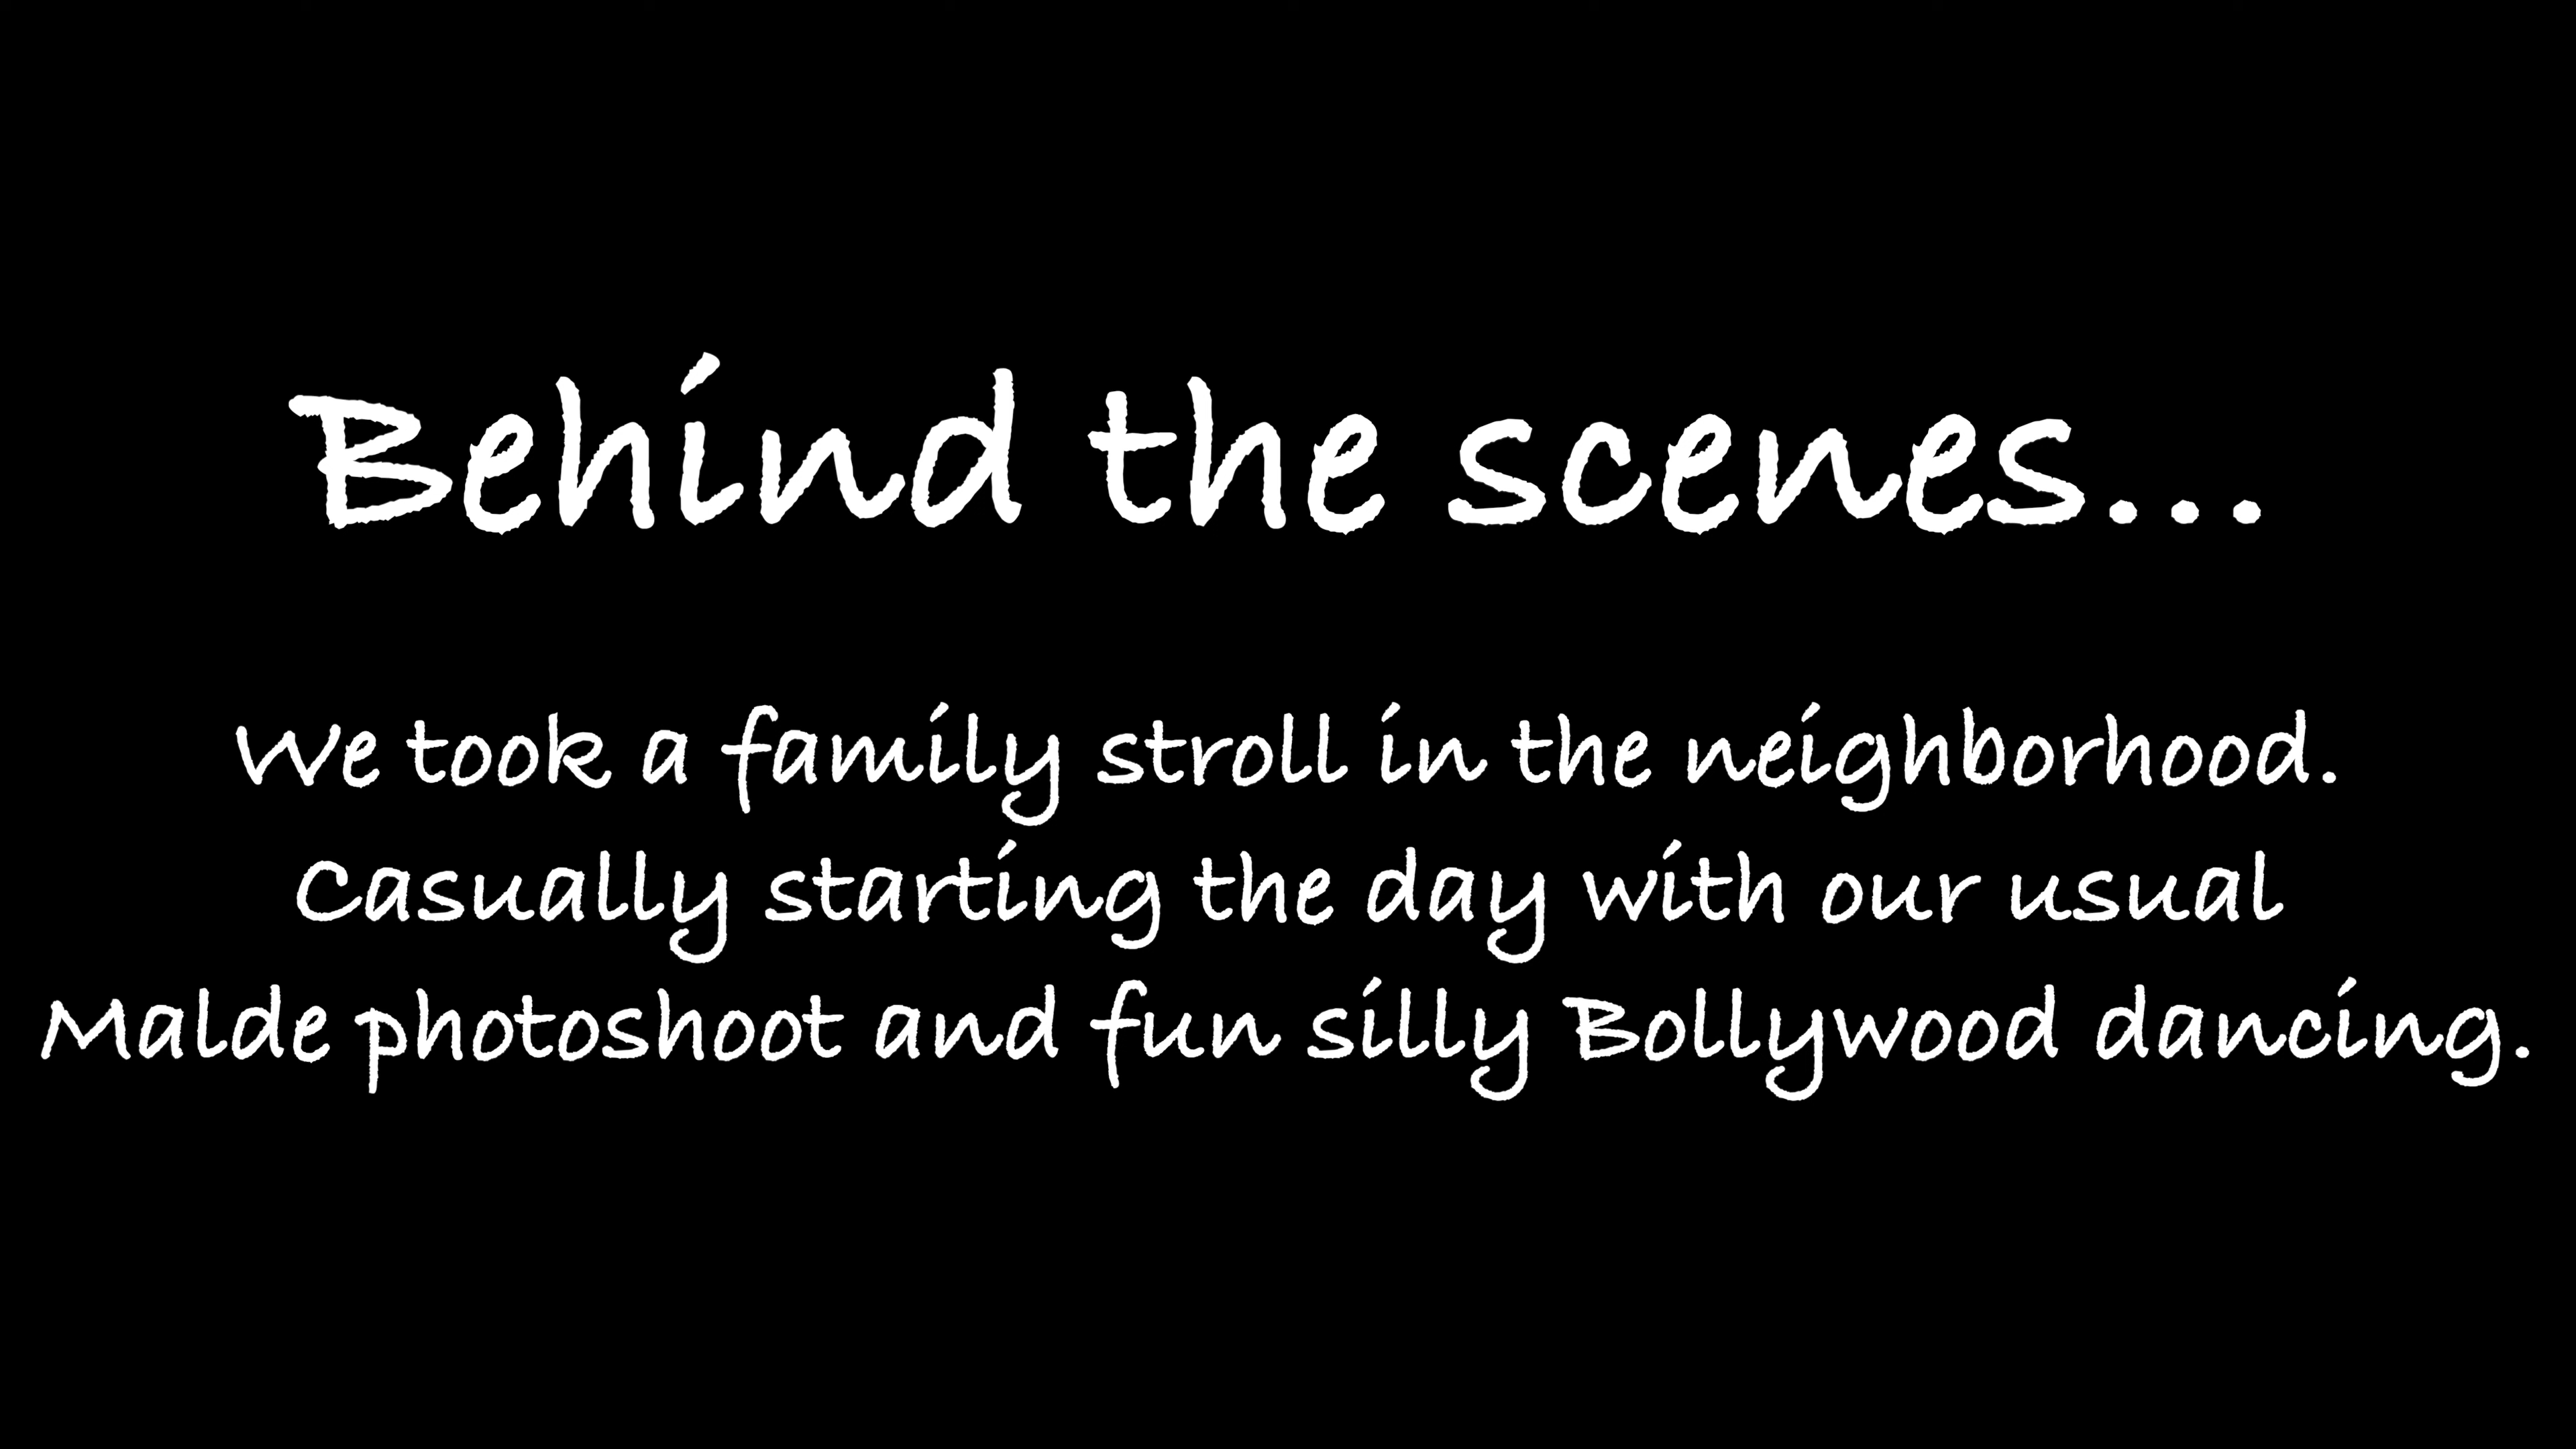 Behind the scenes...
We took a family stroll in the neighborhood.
Casually starting the day with our usual
Malde photoshoot and fun silly Bollywood dancing.